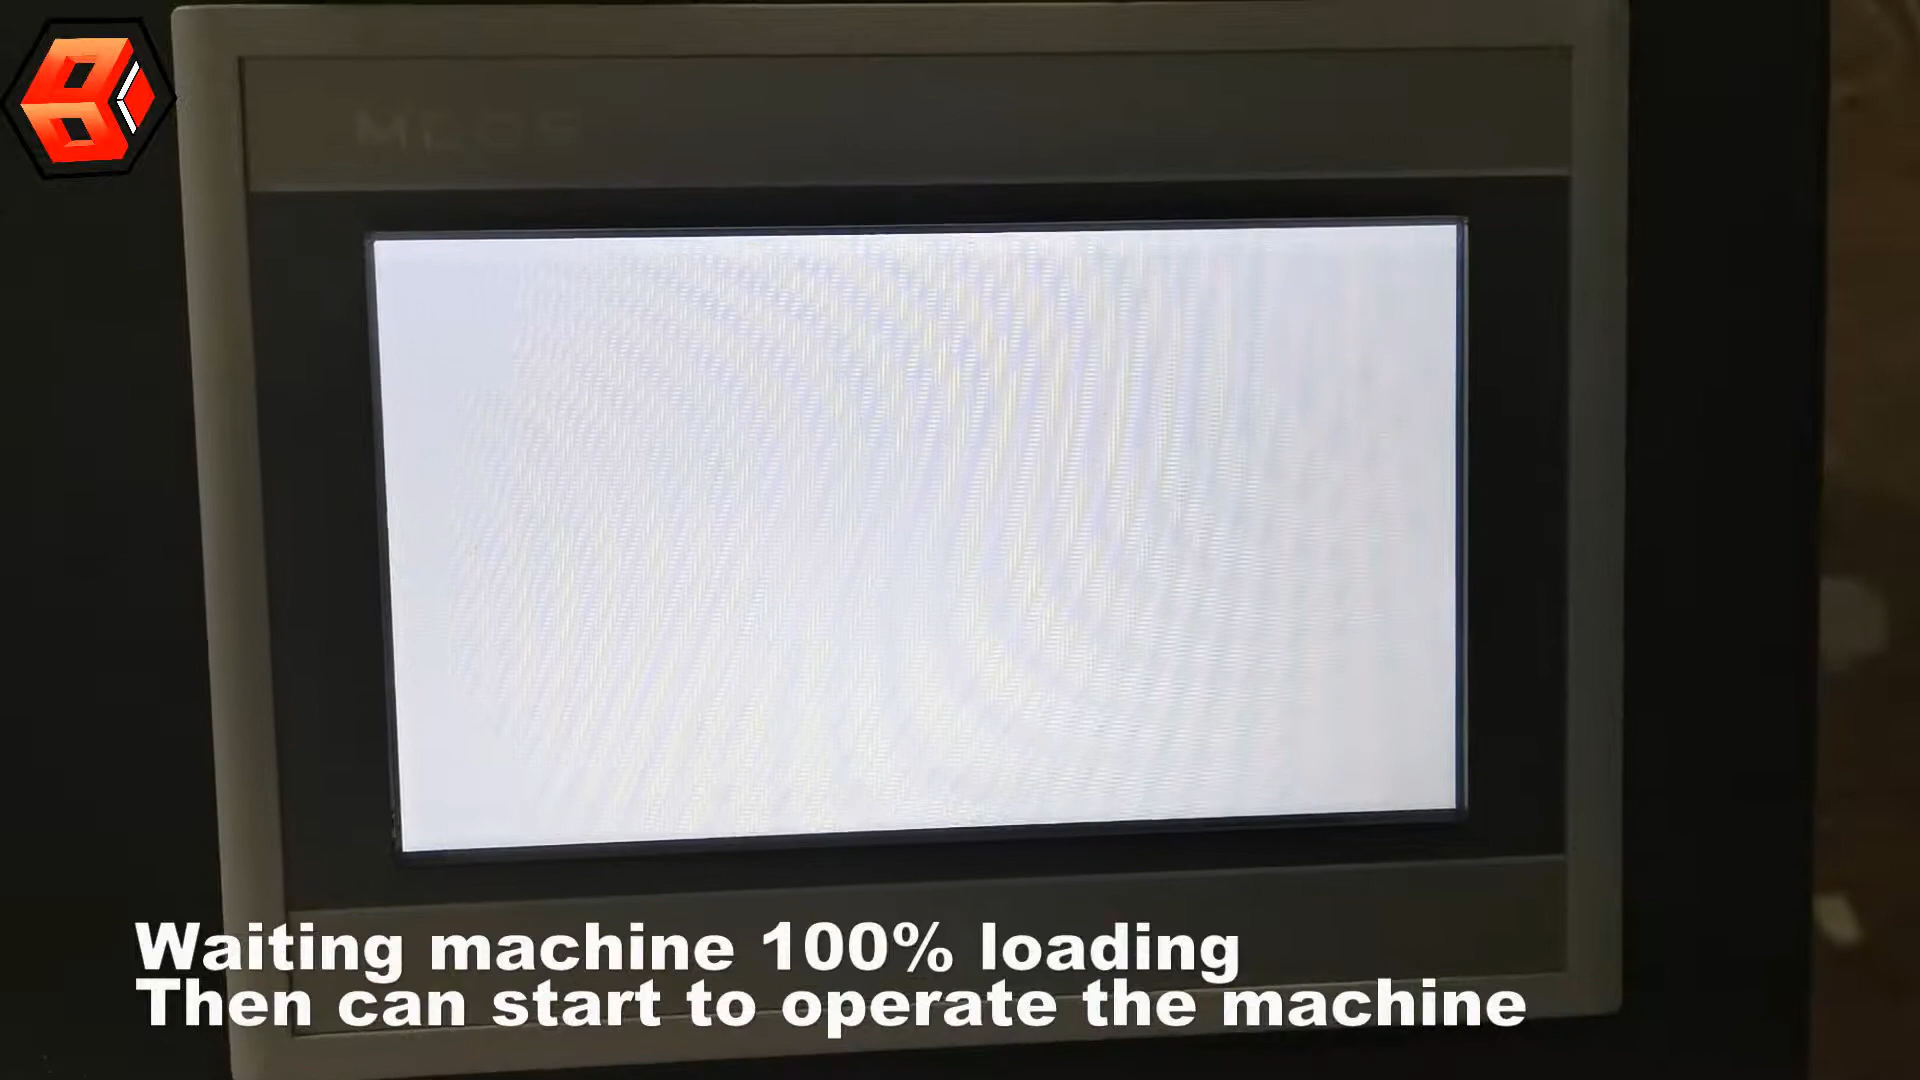 Waiting machine 100% loading
Then can start to operate the machine